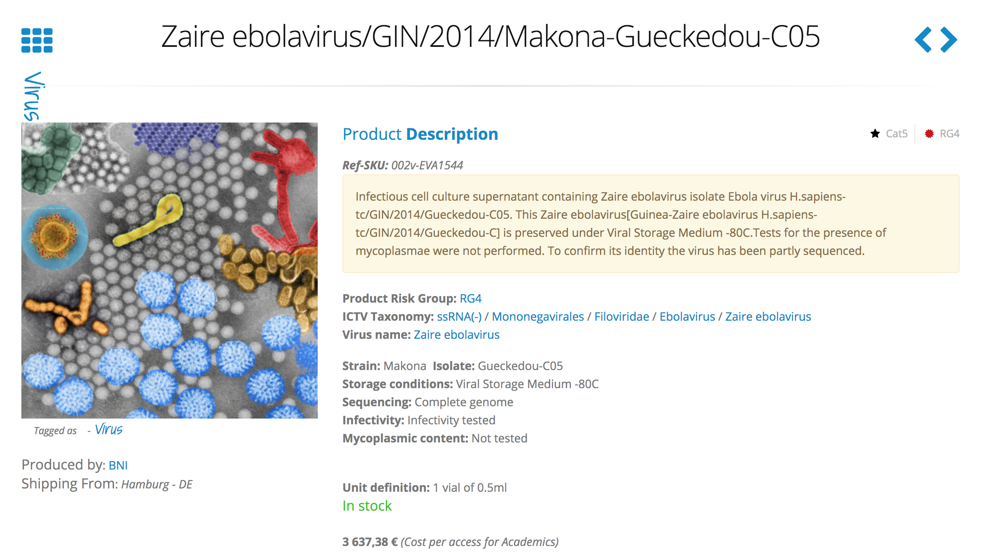 Zaire ebolavirus/GIN/2014/Makona-Gueckedou-C05
Virus
Product Description
Cat5
RG4
Ref-SKU: 002v-EVA1544
Infectious cell culture supernatant containing Zaire ebolavirus isolate Ebola virus H.sapiens-
tc/GIN/2014/Gueckedou-C05. This Zaire ebolavirus[Guinea-Zaire ebolavirus H.sapiens-
tc/GIN/2014/Gueckedou-C] is preserved under Viral Storage Medium -80C.Tests for the presence of
mycoplasmae were not performed. To confirm its identity the virus has been partly sequenced.
Product Risk Group: RG4
ICTV Taxonomy: ssRNA(-) / Mononegavirales / Filoviridae / Ebolavirus / Zaire ebolavirus
Virus name: Zaire ebolavirus
Strain: Makona Isolate: Gueckedou-C05
Storage conditions: Viral Storage Medium -80C
Sequencing: Complete genome
Infectivity: Infectivity tested
Mycoplasmic content: Not tested
Unit definition: 1 vial of 0.5ml
In stock
3 637,38 € (Cost per access for Academics)
Tagged as - Virus
Produced by: BNI
Shipping From: Hamburg - DE